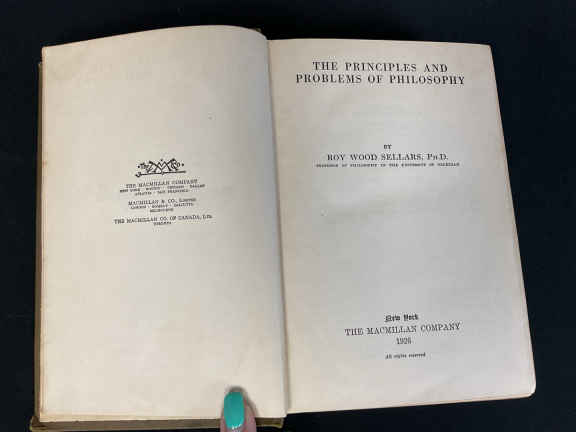 THE MACMILLAN COMPANY
NEW YORK · BOSTON · CHICAGO · DALLAS
ATLANTA · SAN FRANCISCO
MACMILLAN & CO., LIMITED
LONDON · BOMBAY · CALCUTTA
MELBOURNE
THE MACMILLAN CO. OF CANADA, LTD.
TORONTO
THE PRINCIPLES AND
PROBLEMS OF PHILOSOPHY
BY
ROY WOOD SELLARS, PH.D.
PROFESSOR OF PHILOSOPHY IN THE UNIVERSITY OF MICHIGAN
New York
THE MACMILLAN COMPANY
1926
All rights reserved